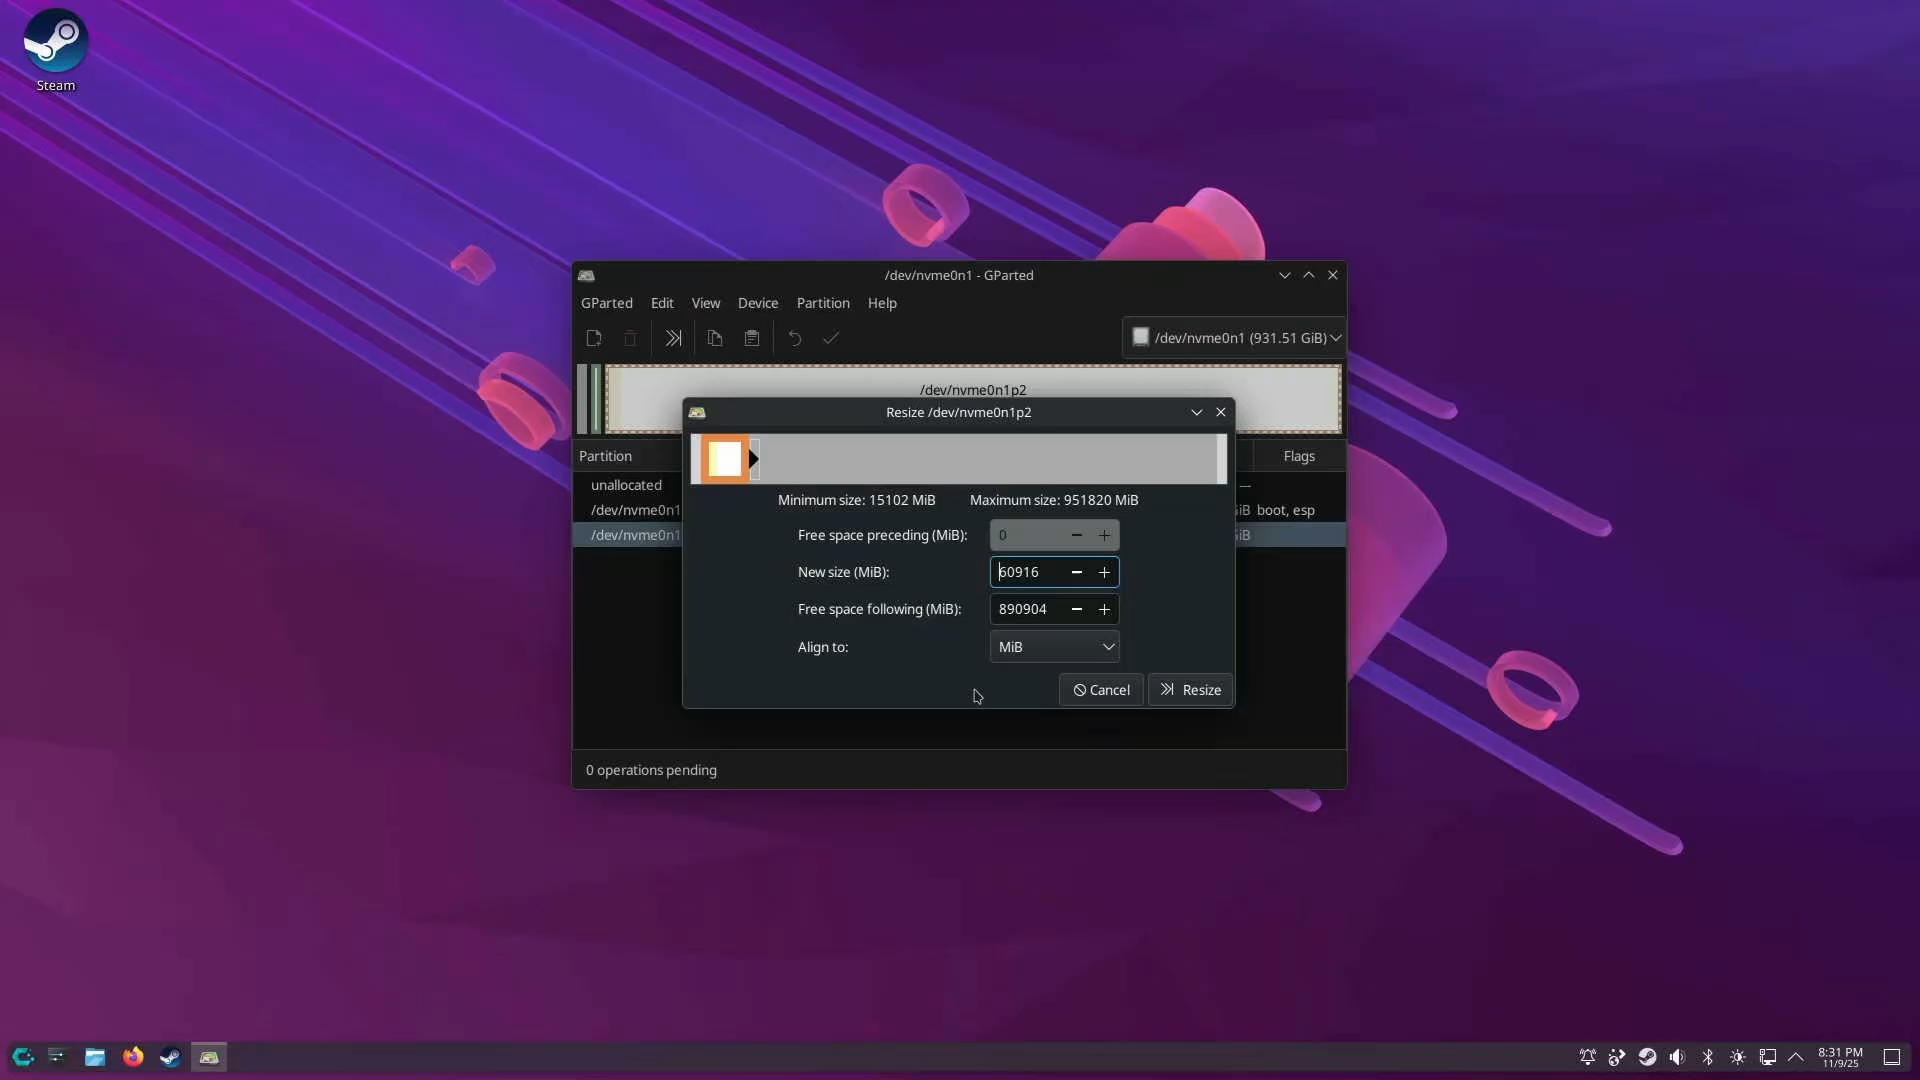 Steam
/dev/nvme0n1 - GParted
GParted Edit View Device Partition Help
/dev/nvme0n1 (931.51 GiB)
/dev/nvme0n1p2
Resize /dev/nvme0n1p2
Partition
Flags
unallocated
—
/dev/nvme0n1
iB boot, esp
/dev/nvme0n1
iB
Minimum size: 15102 MiB Maximum size: 951820 MiB
Free space preceding (MiB): 0 − +
New size (MiB): 60916 − +
Free space following (MiB): 890904 − +
Align to: MiB
Cancel Resize
0 operations pending
8:31 PM
11/9/25